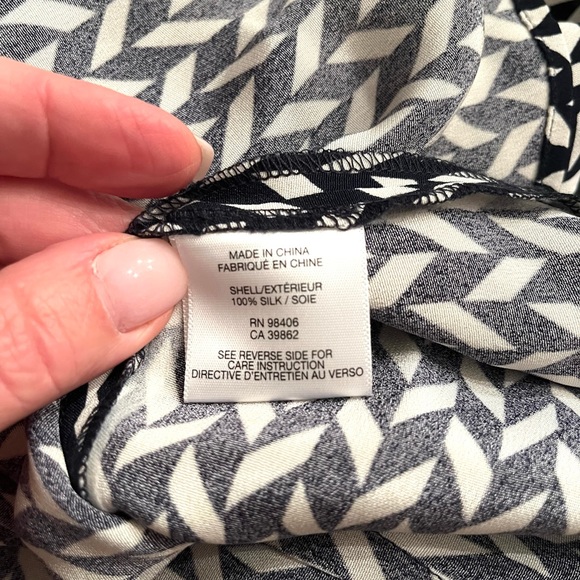 MADE IN CHINA
FABRIQUÉ EN CHINE
SHELL/EXTÉRIEUR
100% SILK / SOIE
RN 98406
CA 39862
SEE REVERSE SIDE FOR
CARE INSTRUCTION
DIRECTIVE D'ENTRETIEN AU VERSO